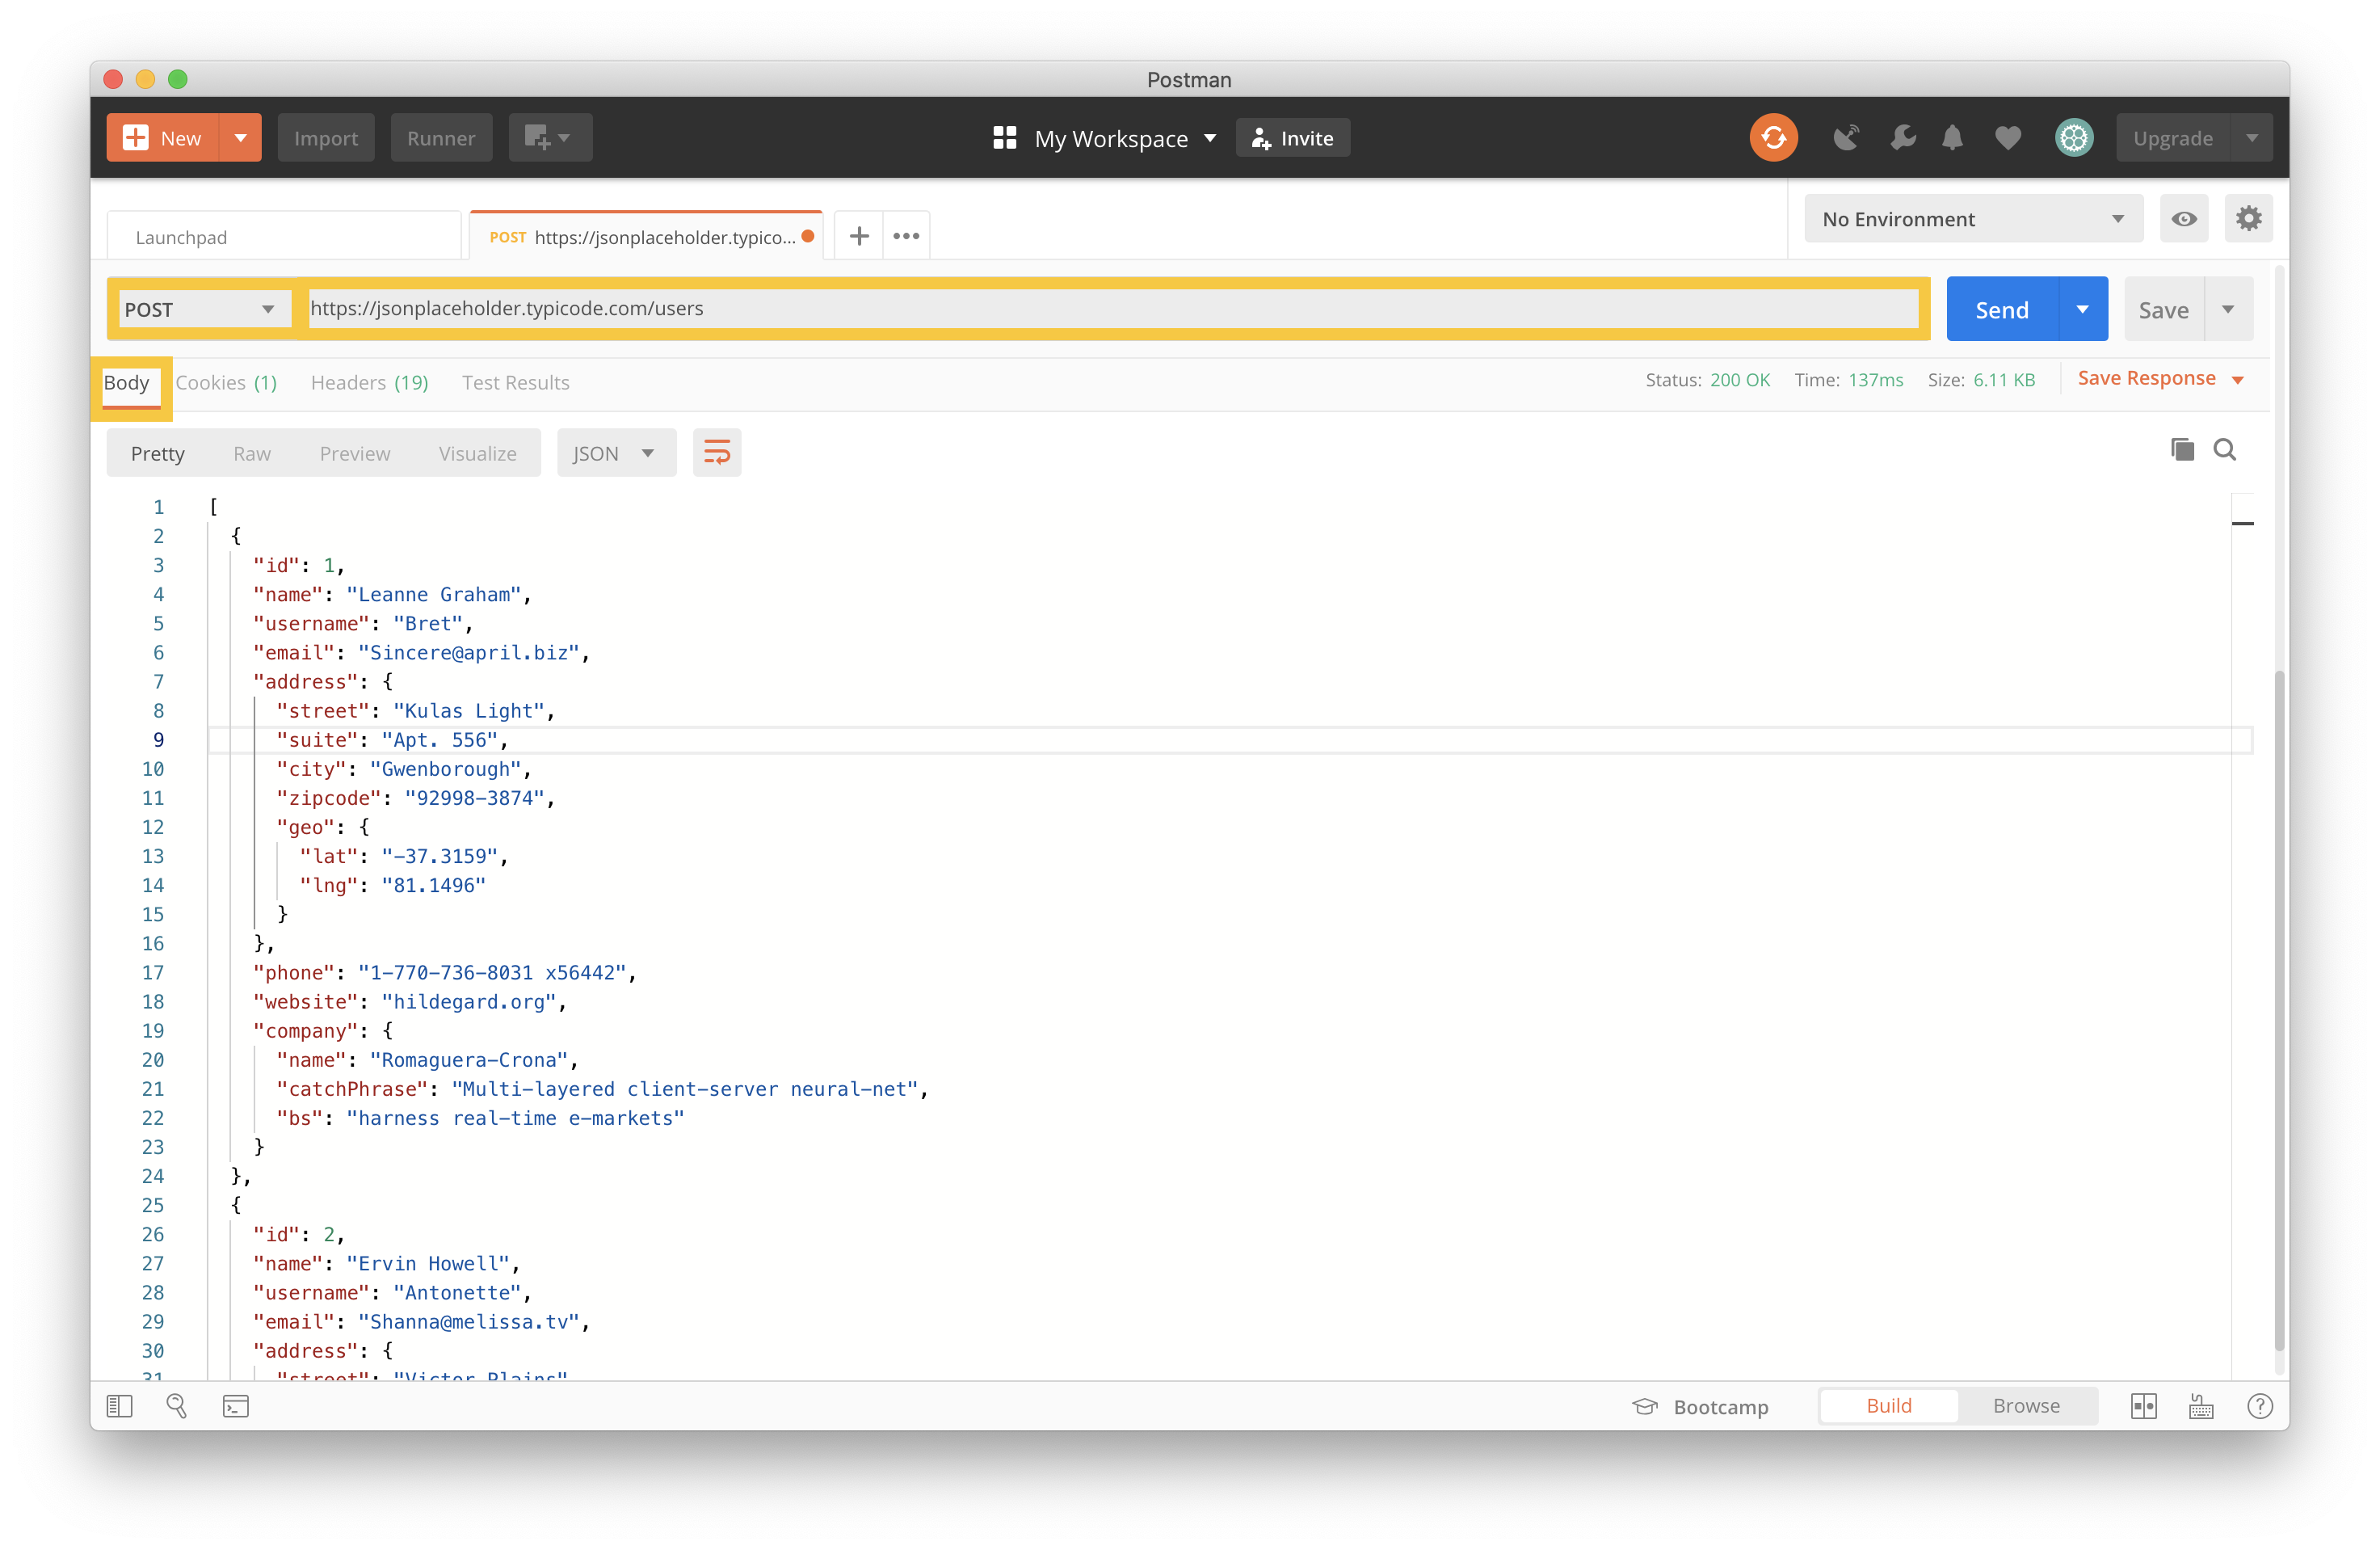 Postman
New
Import
Runner
My Workspace
Invite
Upgrade
Launchpad
POST https://jsonplaceholder.typico...
No Environment
POST
https://jsonplaceholder.typicode.com/users
Send
Save
Body Cookies (1) Headers (19) Test Results
Status: 200 OK Time: 137ms Size: 6.11 KB Save Response
Pretty Raw Preview Visualize JSON
1 [
2 {
3 "id": 1,
4 "name": "Leanne Graham",
5 "username": "Bret",
6 "email": "Sincere@april.biz",
7 "address": {
8 "street": "Kulas Light",
9 "suite": "Apt. 556",
10 "city": "Gwenborough",
11 "zipcode": "92998-3874",
12 "geo": {
13 "lat": "-37.3159",
14 "lng": "81.1496"
15 }
16 },
17 "phone": "1-770-736-8031 x56442",
18 "website": "hildegard.org",
19 "company": {
20 "name": "Romaguera-Crona",
21 "catchPhrase": "Multi-layered client-server neural-net",
22 "bs": "harness real-time e-markets"
23 }
24 },
25 {
26 "id": 2,
27 "name": "Ervin Howell",
28 "username": "Antonette",
29 "email": "Shanna@melissa.tv",
30 "address": {
31 "street": "Victor Plains"
Bootcamp
Build
Browse